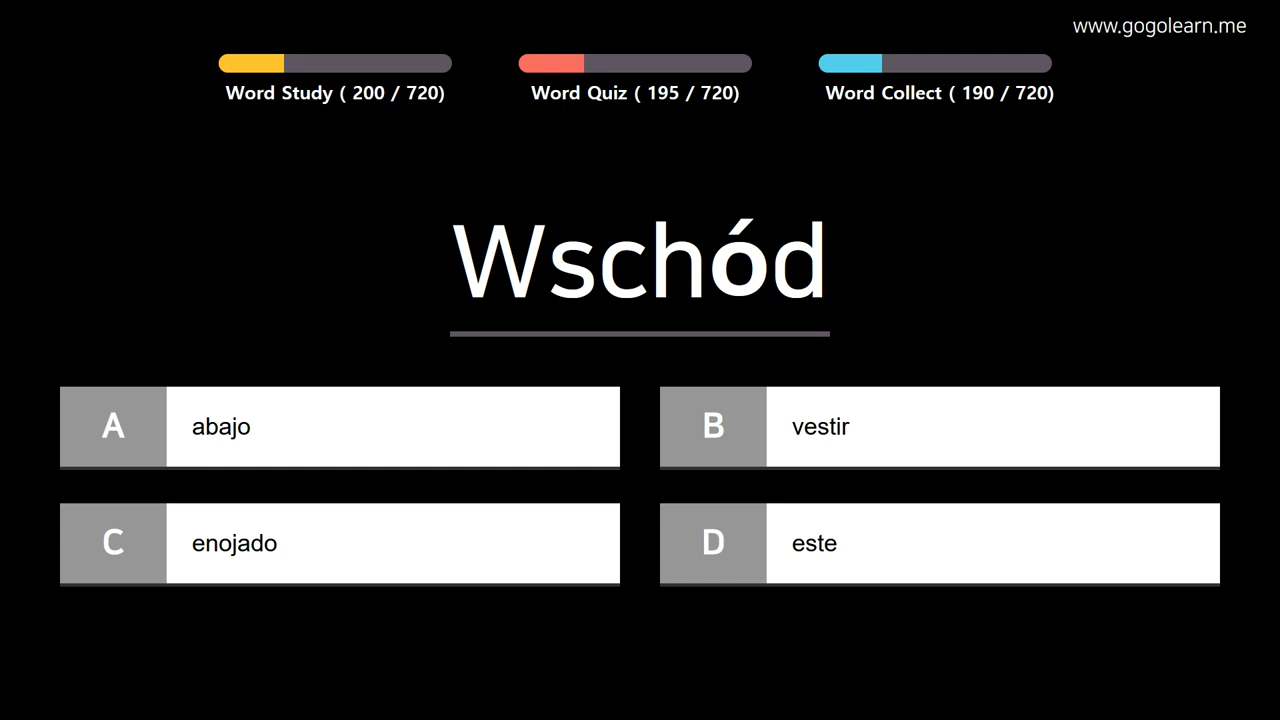 www.gogolearn.me
Word Study ( 200 / 720)
Word Quiz ( 195 / 720)
Word Collect ( 190 / 720)
Wschód
A abajo
B vestir
C enojado
D este